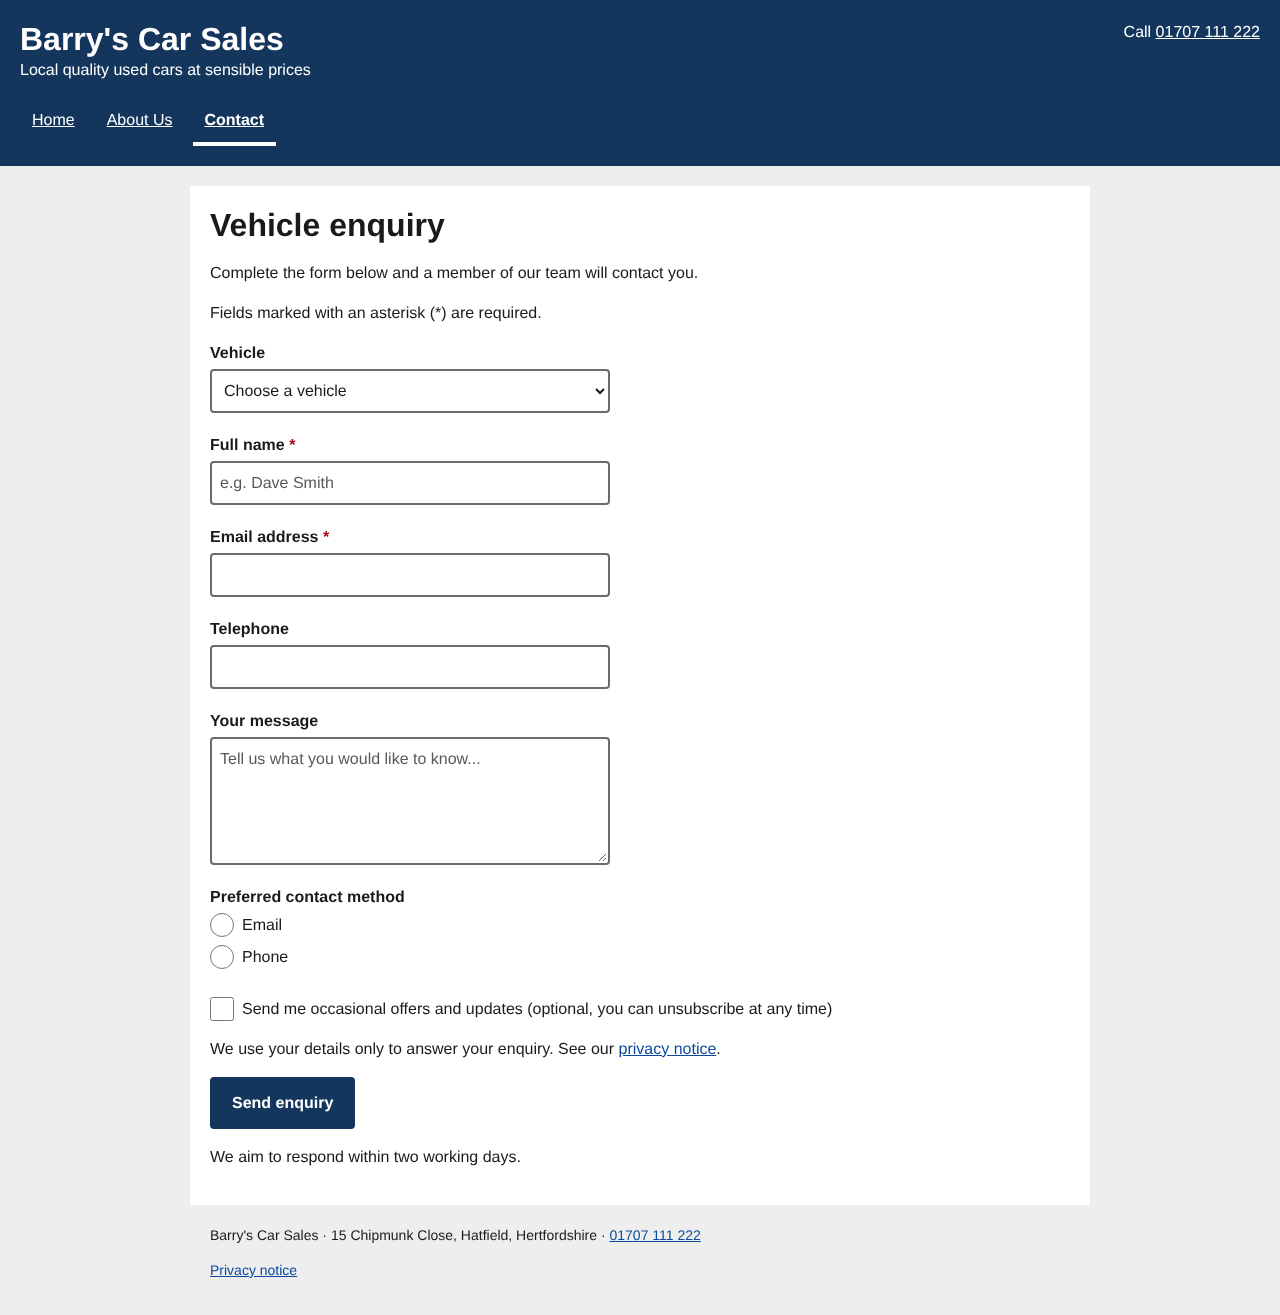 Barry's Car Sales
Call 01707 111 222
Local quality used cars at sensible prices
Home About Us Contact
Vehicle enquiry
Complete the form below and a member of our team will contact you.
Fields marked with an asterisk (*) are required.
Vehicle
Choose a vehicle
Full name *
e.g. Dave Smith
Email address *
Telephone
Your message
Tell us what you would like to know...
Preferred contact method
Email
Phone
Send me occasional offers and updates (optional, you can unsubscribe at any time)
We use your details only to answer your enquiry. See our privacy notice.
Send enquiry
We aim to respond within two working days.
Barry's Car Sales · 15 Chipmunk Close, Hatfield, Hertfordshire · 01707 111 222
Privacy notice